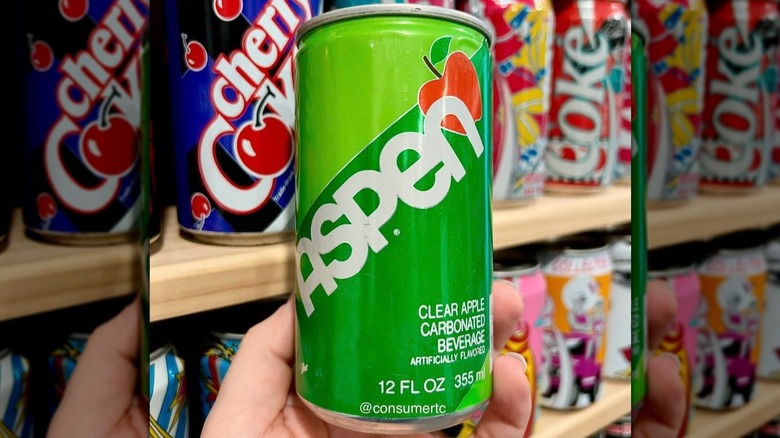 cherry
cherry
Coke
Coke
ASPEN
®
CLEAR APPLE
CARBONATED
BEVERAGE
ARTIFICIALLY FLAVORED
12 FL OZ 355 ml
@consumertc